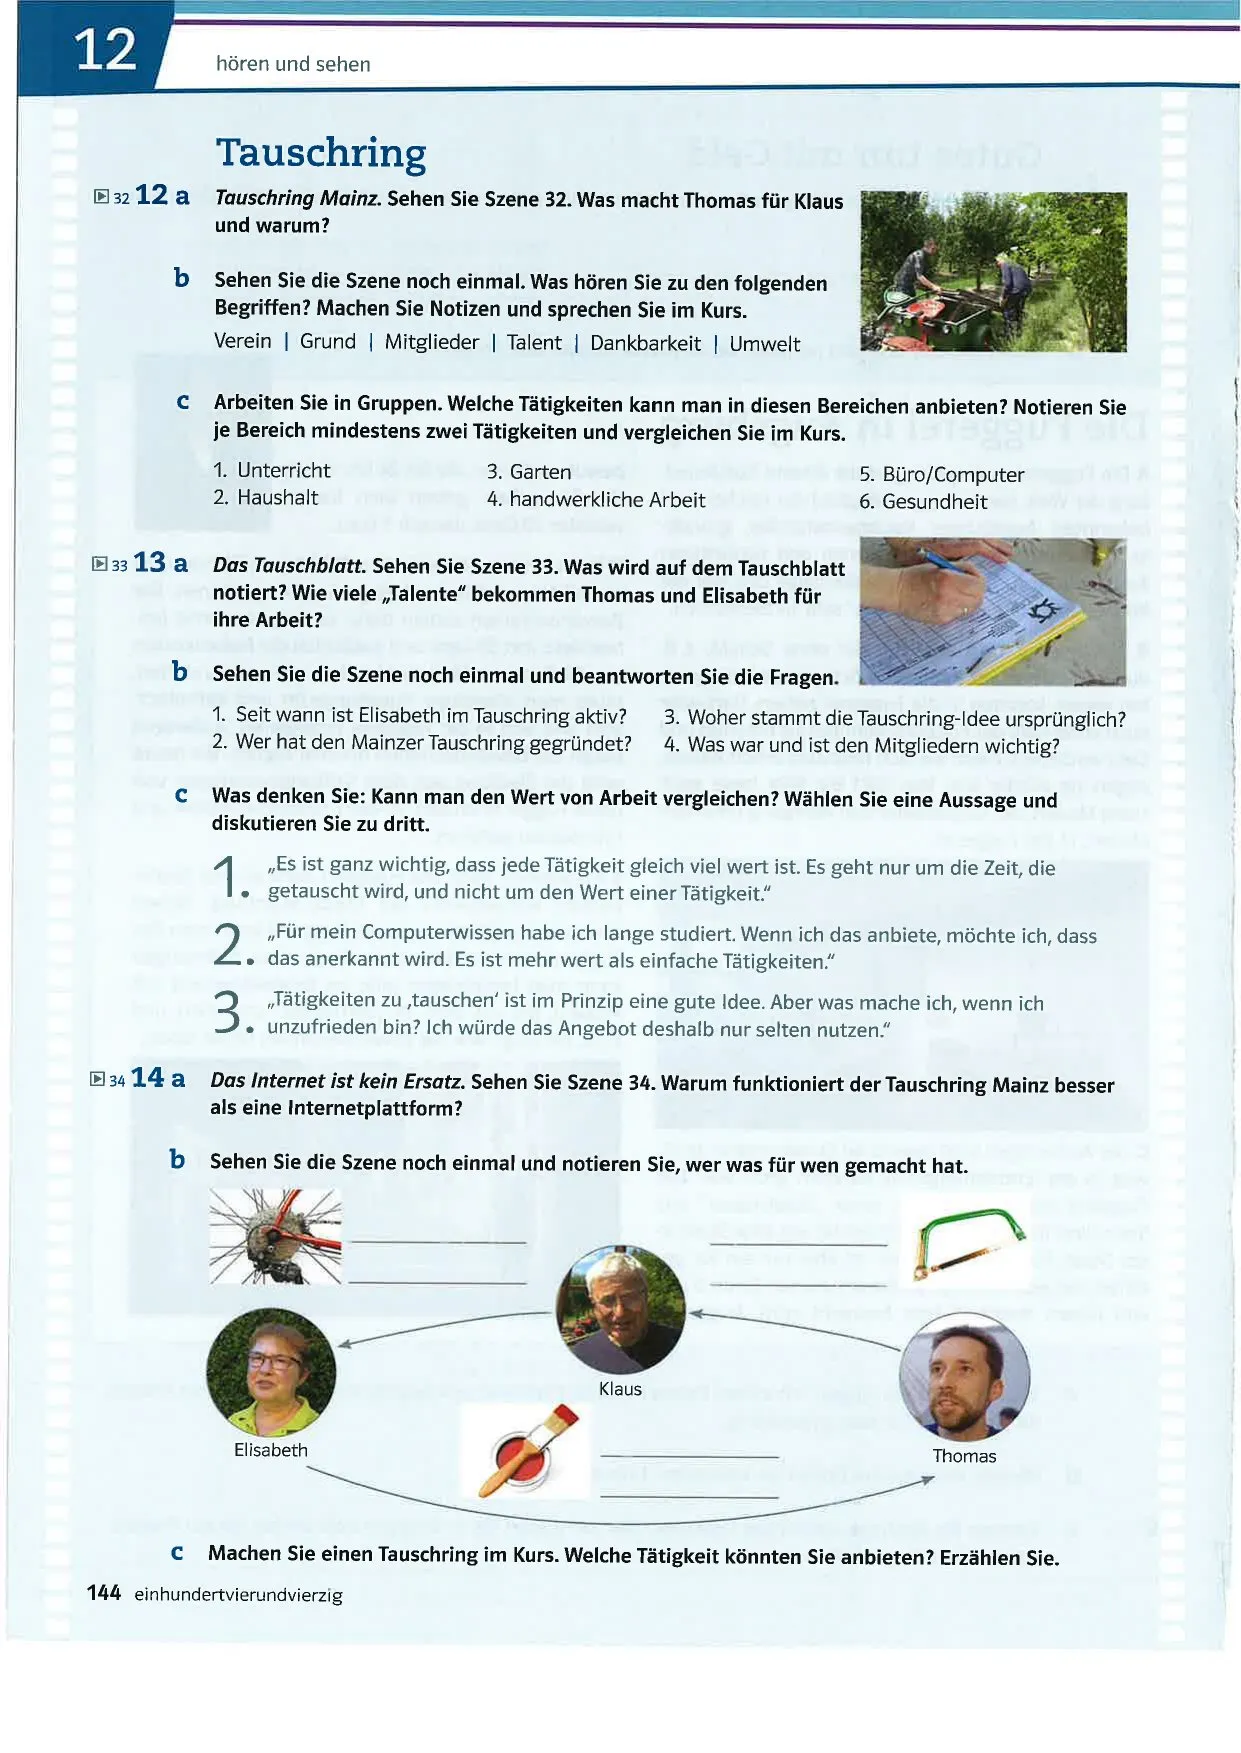 12
hören und sehen
Tauschring
32 12 a Tauschring Mainz. Sehen Sie Szene 32. Was macht Thomas für Klaus
und warum?
b Sehen Sie die Szene noch einmal. Was hören Sie zu den folgenden
Begriffen? Machen Sie Notizen und sprechen Sie im Kurs.
Verein | Grund | Mitglieder | Talent | Dankbarkeit | Umwelt
c Arbeiten Sie in Gruppen. Welche Tätigkeiten kann man in diesen Bereichen anbieten? Notieren Sie
je Bereich mindestens zwei Tätigkeiten und vergleichen Sie im Kurs.
1. Unterricht 3. Garten 5. Büro/Computer
2. Haushalt 4. handwerkliche Arbeit 6. Gesundheit
33 13 a Das Tauschblatt. Sehen Sie Szene 33. Was wird auf dem Tauschblatt
notiert? Wie viele „Talente" bekommen Thomas und Elisabeth für
ihre Arbeit?
b Sehen Sie die Szene noch einmal und beantworten Sie die Fragen.
1. Seit wann ist Elisabeth im Tauschring aktiv? 3. Woher stammt die Tauschring-Idee ursprünglich?
2. Wer hat den Mainzer Tauschring gegründet? 4. Was war und ist den Mitgliedern wichtig?
c Was denken Sie: Kann man den Wert von Arbeit vergleichen? Wählen Sie eine Aussage und
diskutieren Sie zu dritt.
1. „Es ist ganz wichtig, dass jede Tätigkeit gleich viel wert ist. Es geht nur um die Zeit, die
getauscht wird, und nicht um den Wert einer Tätigkeit."
2. „Für mein Computerwissen habe ich lange studiert. Wenn ich das anbiete, möchte ich, dass
das anerkannt wird. Es ist mehr wert als einfache Tätigkeiten."
3. „Tätigkeiten zu ‚tauschen' ist im Prinzip eine gute Idee. Aber was mache ich, wenn ich
unzufrieden bin? Ich würde das Angebot deshalb nur selten nutzen."
34 14 a Das Internet ist kein Ersatz. Sehen Sie Szene 34. Warum funktioniert der Tauschring Mainz besser
als eine Internetplattform?
b Sehen Sie die Szene noch einmal und notieren Sie, wer was für wen gemacht hat.
Klaus
Elisabeth
Thomas
c Machen Sie einen Tauschring im Kurs. Welche Tätigkeit könnten Sie anbieten? Erzählen Sie.
144 einhundertvierundvierzig